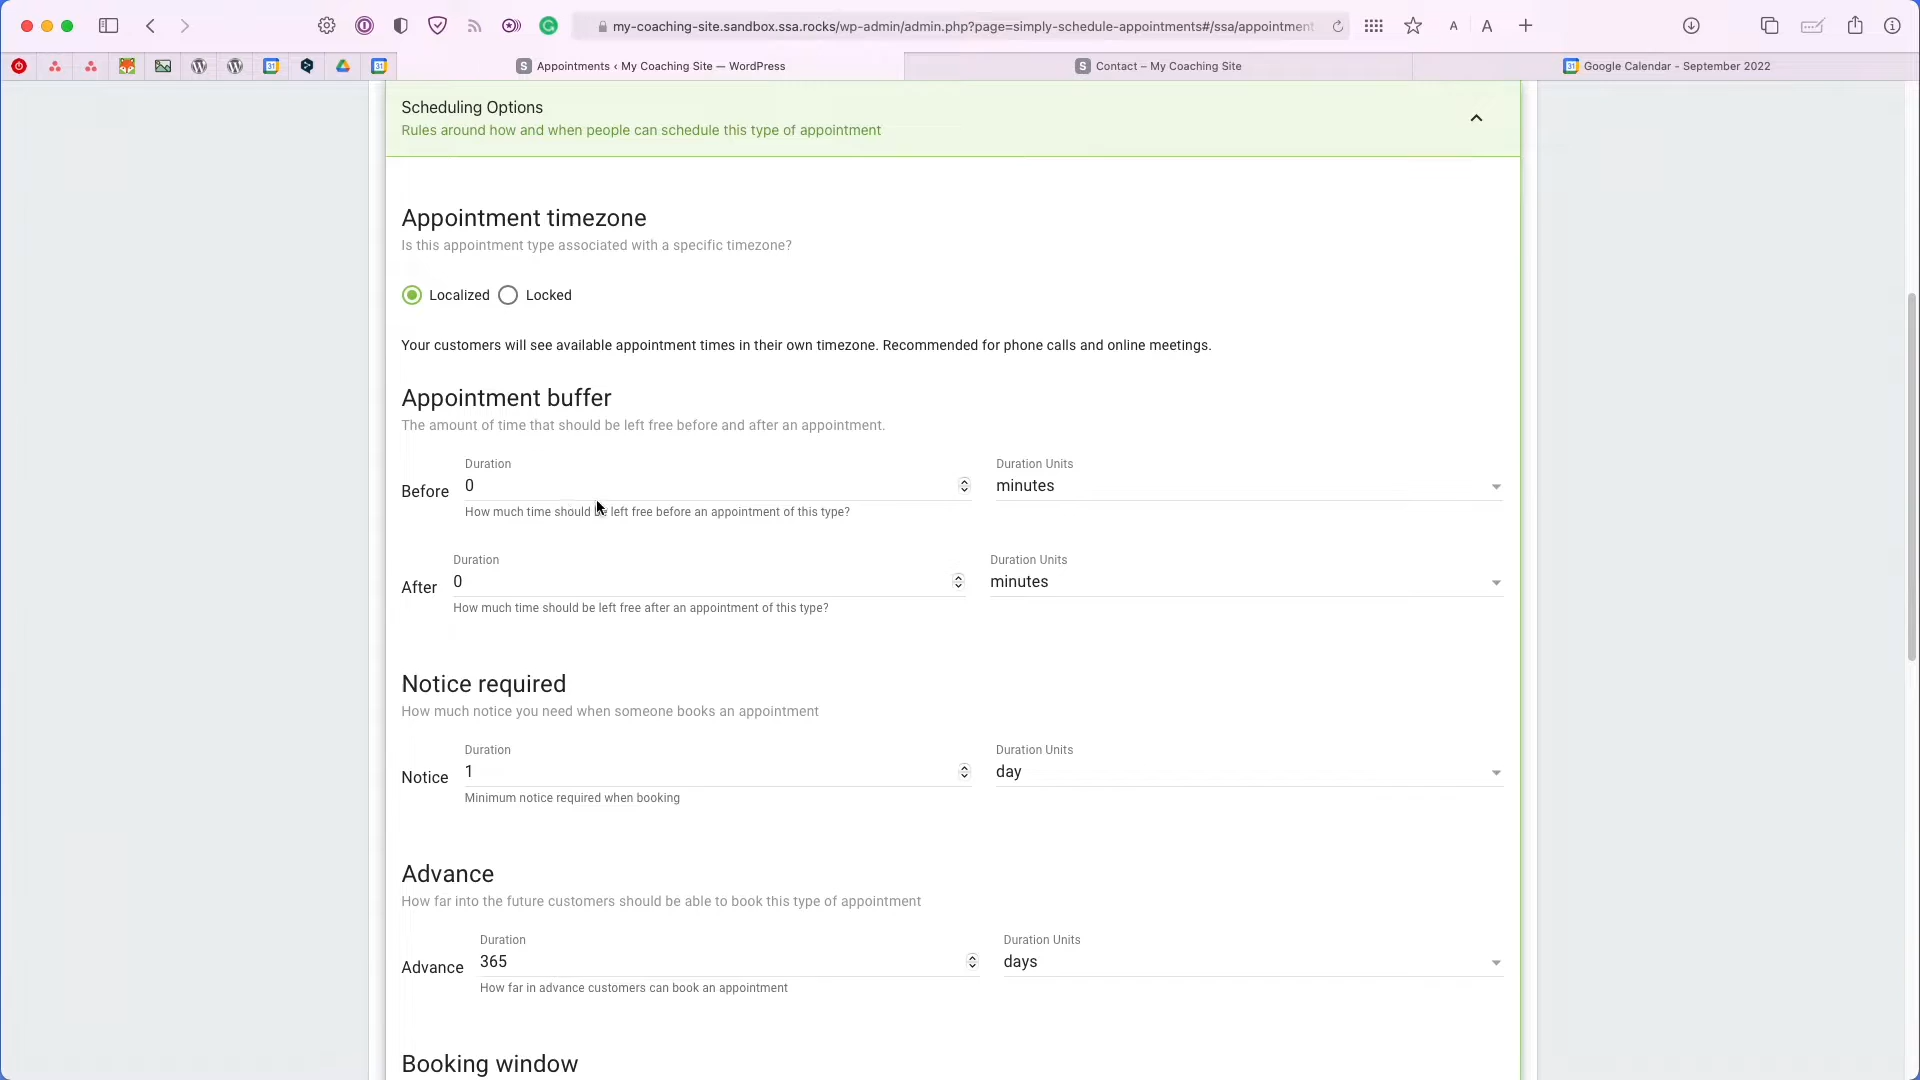 my-coaching-site.sandbox.ssa.rocks/wp-admin/admin.php?page=simply-schedule-appointments#/ssa/appointment
A A
Appointments ‹ My Coaching Site — WordPress
Contact – My Coaching Site
Google Calendar - September 2022
Scheduling Options
Rules around how and when people can schedule this type of appointment
Appointment timezone
Is this appointment type associated with a specific timezone?
Localized Locked
Your customers will see available appointment times in their own timezone. Recommended for phone calls and online meetings.
Appointment buffer
The amount of time that should be left free before and after an appointment.
Duration Duration Units
Before 0 minutes
How much time should be left free before an appointment of this type?
Duration Duration Units
After 0 minutes
How much time should be left free after an appointment of this type?
Notice required
How much notice you need when someone books an appointment
Duration Duration Units
Notice 1 day
Minimum notice required when booking
Advance
How far into the future customers should be able to book this type of appointment
Duration Duration Units
Advance 365 days
How far in advance customers can book an appointment
Booking window